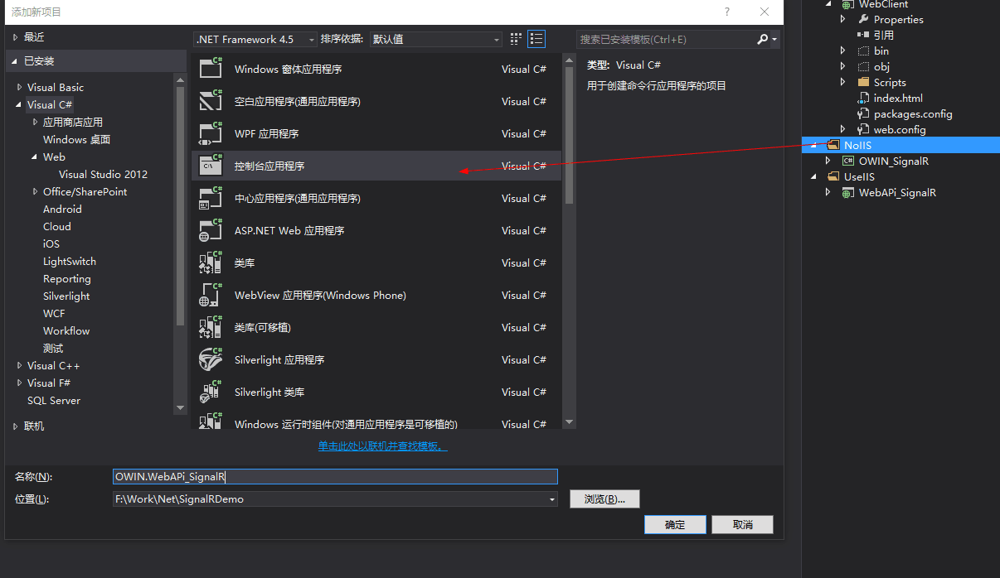 添加新项目
?
最近
已安装
Visual Basic
Visual C#
应用商店应用
Windows 桌面
Web
Visual Studio 2012
Office/SharePoint
Android
Cloud
iOS
LightSwitch
Reporting
Silverlight
WCF
Workflow
测试
Visual C++
Visual F#
SQL Server
联机
.NET Framework 4.5 排序依据: 默认值
Windows 窗体应用程序 Visual C#
空白应用程序(通用应用程序) Visual C#
WPF 应用程序 Visual C#
控制台应用程序 Visual C#
中心应用程序(通用应用程序) Visual C#
ASP.NET Web 应用程序 Visual C#
类库 Visual C#
WebView 应用程序(Windows Phone) Visual C#
类库(可移植) Visual C#
Silverlight 应用程序 Visual C#
Silverlight 类库 Visual C#
Windows 运行时组件(对通用应用程序是可移植的) Visual C#
单击此处以联机并查找模板。
搜索已安装模板(Ctrl+E)
类型: Visual C#
用于创建命令行应用程序的项目
名称(N): OWIN.WebAPi_SignalR
位置(L): F:\Work\Net\SignalRDemo 浏览(B)...
确定 取消
WebClient
Properties
引用
bin
obj
Scripts
index.html
packages.config
web.config
NoIIS
OWIN_SignalR
UseIIS
WebAPi_SignalR